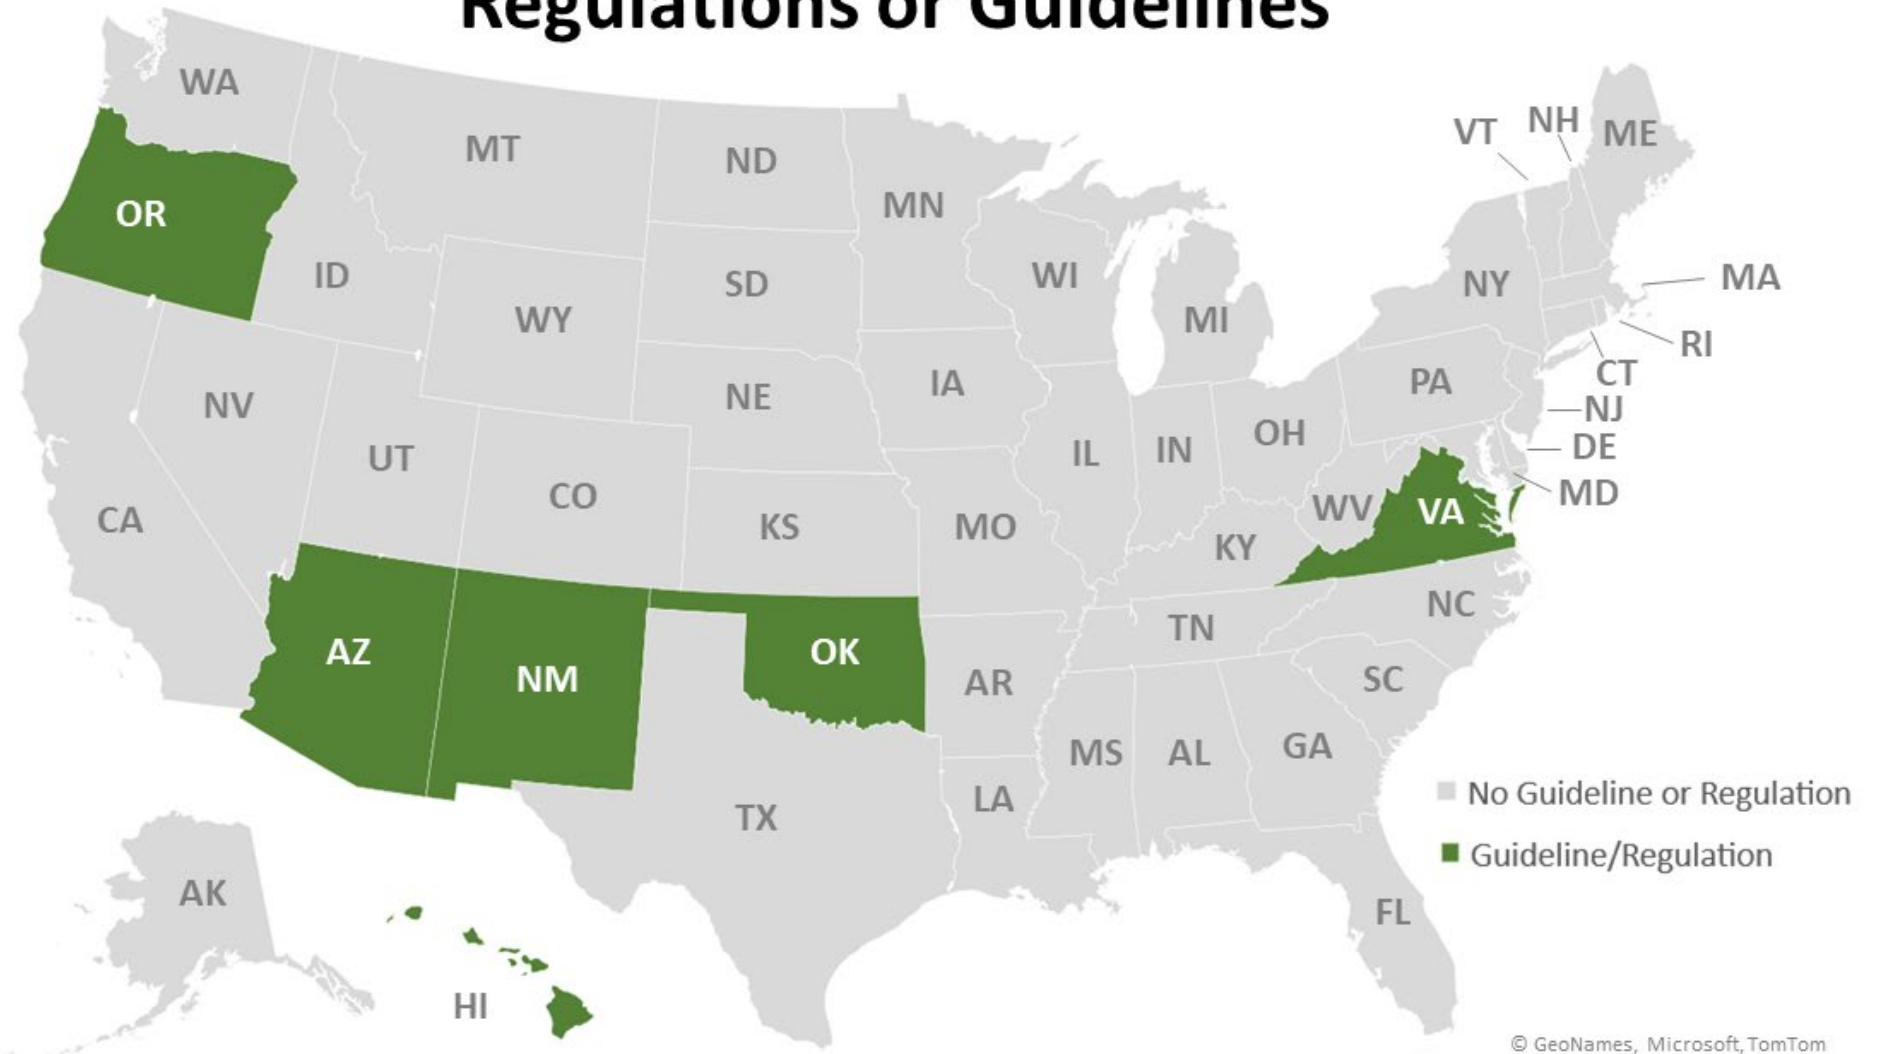 Regulations or Guidelines
WA
MT
ND
MN
VT
NH
ME
OR
ID
SD
WI
MI
NY
MA
RI
WY
NV
NE
IA
PA
CT
NJ
DE
UT
CO
IL
IN
OH
CA
KS
MO
WV
VA
MD
KY
AZ
NM
OK
AR
TN
NC
SC
MS
AL
GA
TX
LA
No Guideline or Regulation
Guideline/Regulation
AK
HI
FL
© GeoNames, Microsoft, TomTom